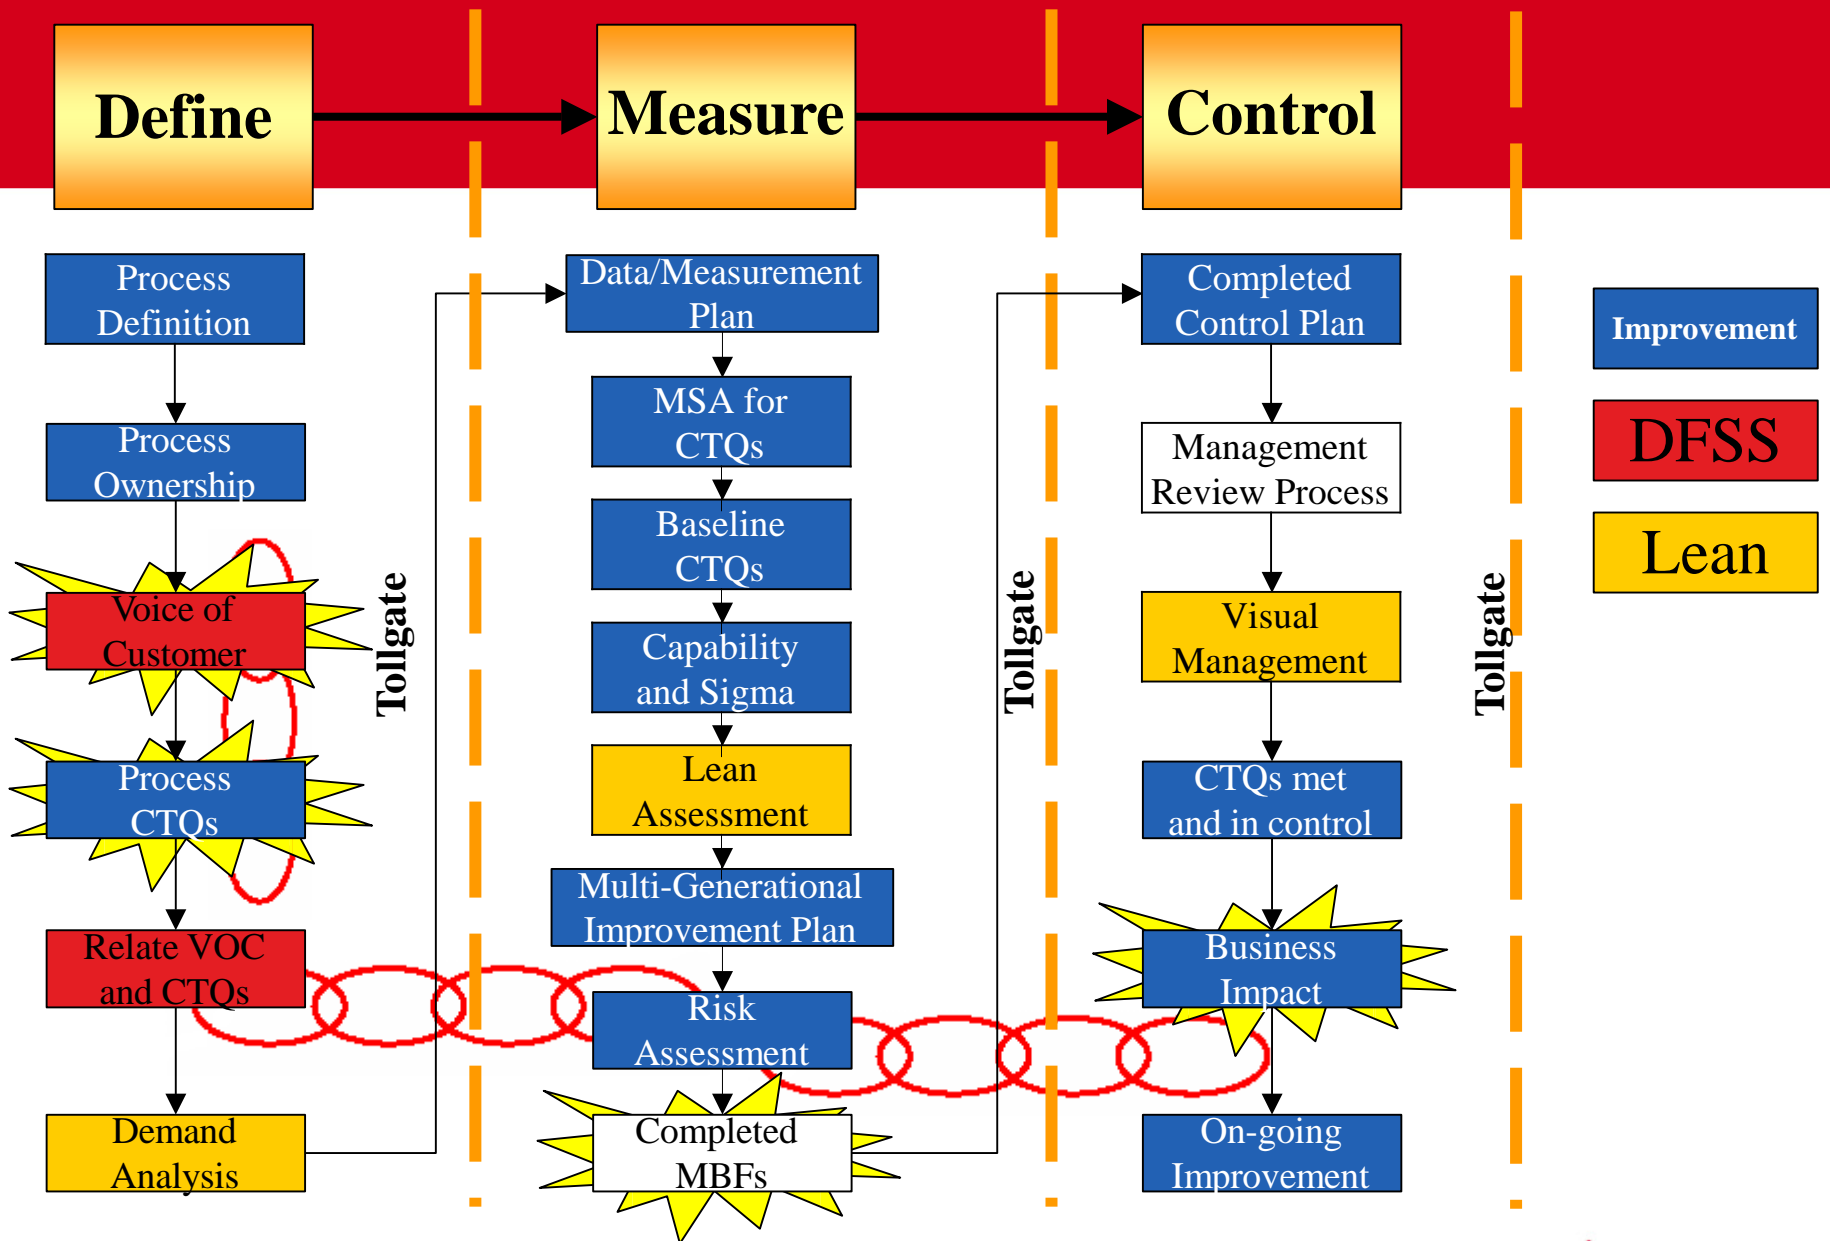 Define
Measure
Control
Process
Definition
Process
Ownership
Voice of
Customer
Process
CTQs
Relate VOC
and CTQs
Demand
Analysis
Tollgate
Data/Measurement
Plan
MSA for
CTQs
Baseline
CTQs
Capability
and Sigma
Lean
Assessment
Multi-Generational
Improvement Plan
Risk
Assessment
Completed
MBFs
Tollgate
Completed
Control Plan
Management
Review Process
Visual
Management
CTQs met
and in control
Business
Impact
On-going
Improvement
Tollgate
Improvement
DFSS
Lean